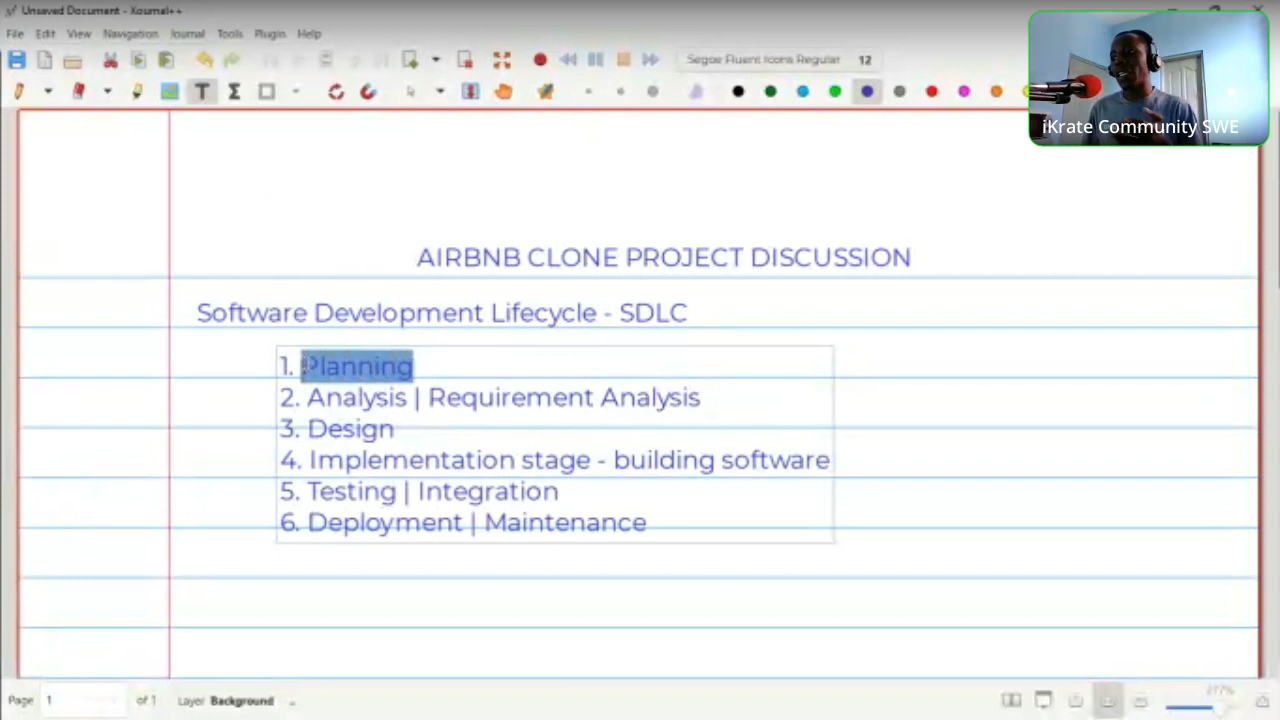 Unsaved Document - Xournal++
File Edit View Navigation Journal Tools Plugin Help
Segoe Fluent Icons Regular 12
iKrate Community SWE
AIRBNB CLONE PROJECT DISCUSSION
Software Development Lifecycle - SDLC
1. Planning
2. Analysis | Requirement Analysis
3. Design
4. Implementation stage - building software
5. Testing | Integration
6. Deployment | Maintenance
Page 1 of 1 Layer Background
217%